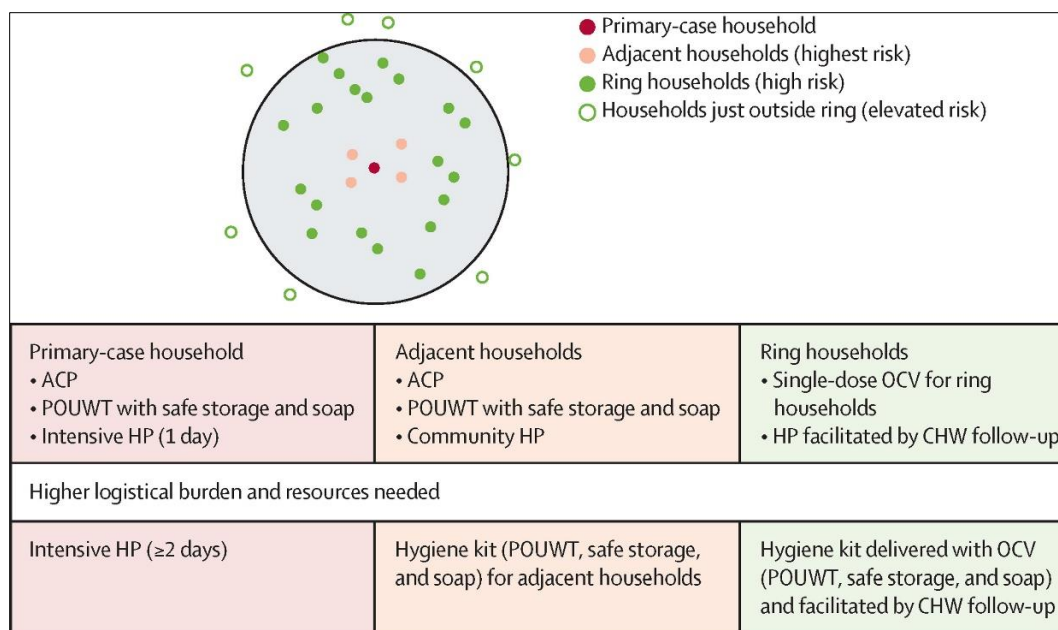 Primary-case household
Adjacent households (highest risk)
Ring households (high risk)
Households just outside ring (elevated risk)
Primary-case household
• ACP
• POUWT with safe storage and soap
• Intensive HP (1 day)
Adjacent households
• ACP
• POUWT with safe storage and soap
• Community HP
Ring households
• Single-dose OCV for ring
households
• HP facilitated by CHW follow-up
Higher logistical burden and resources needed
Intensive HP (≥2 days)
Hygiene kit (POUWT, safe storage,
and soap) for adjacent households
Hygiene kit delivered with OCV
(POUWT, safe storage, and soap)
and facilitated by CHW follow-up